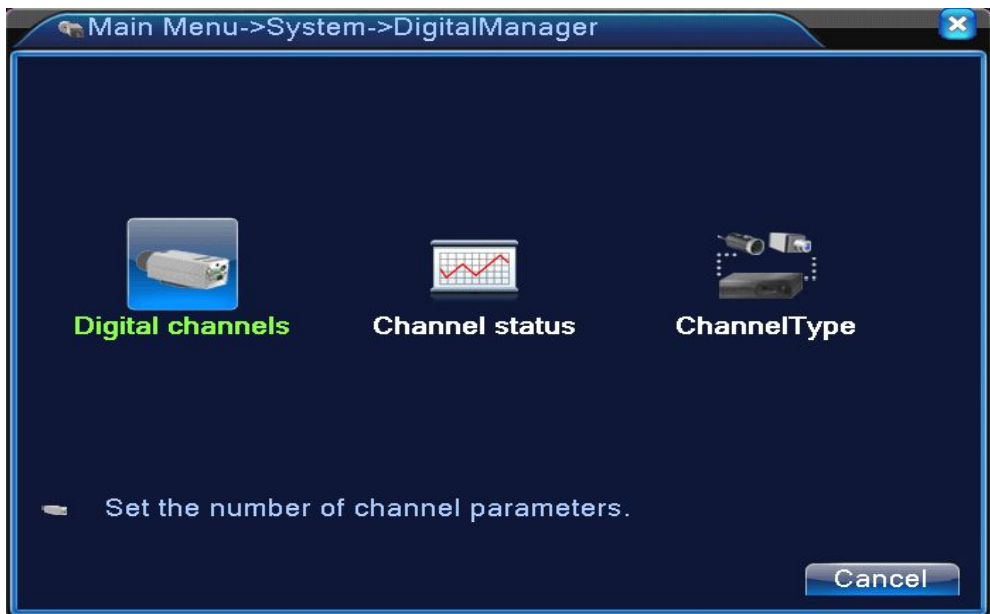 Main Menu->System->DigitalManager
Digital channels
Channel status
ChannelType
Set the number of channel parameters.
Cancel